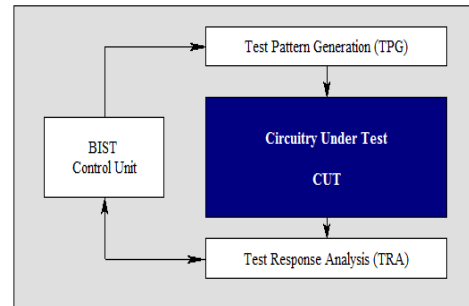 Test Pattern Generation (TPG)
Circuitry Under Test
CUT
BIST
Control Unit
Test Response Analysis (TRA)